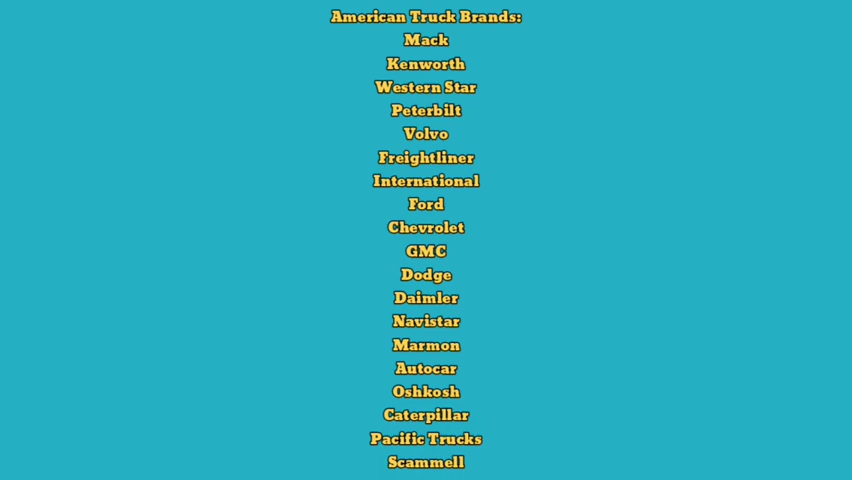 American Truck Brands:
Mack
Kenworth
Western Star
Peterbilt
Volvo
Freightliner
International
Ford
Chevrolet
GMC
Dodge
Daimler
Navistar
Marmon
Autocar
Oshkosh
Caterpillar
Pacific Trucks
Scammell